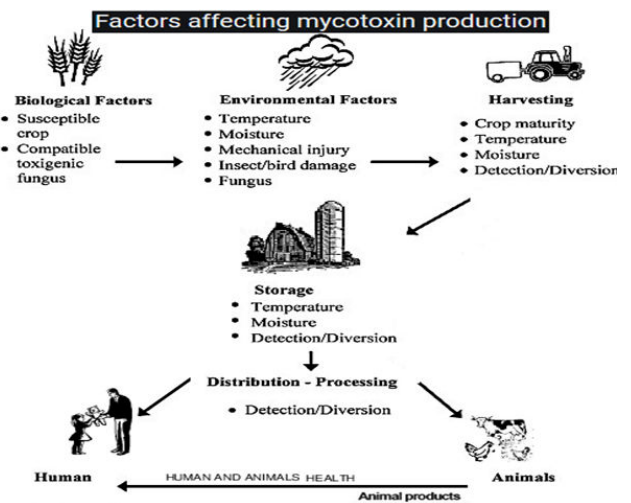 Factors affecting mycotoxin production
Biological Factors
• Susceptible
crop
• Compatible
toxigenic
fungus
Environmental Factors
• Temperature
• Moisture
• Mechanical injury
• Insect/bird damage
• Fungus
Harvesting
• Crop maturity
• Temperature
• Moisture
• Detection/Diversion
Storage
• Temperature
• Moisture
• Detection/Diversion
Distribution - Processing
• Detection/Diversion
Human
HUMAN AND ANIMALS HEALTH
Animals
Animal products